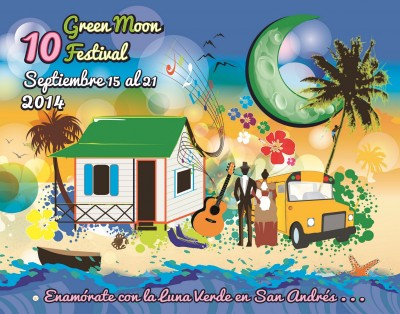 10 Green Moon
Festival
Septiembre 15 al 21
2014
Enamórate con la Luna Verde en San Andrés . . .